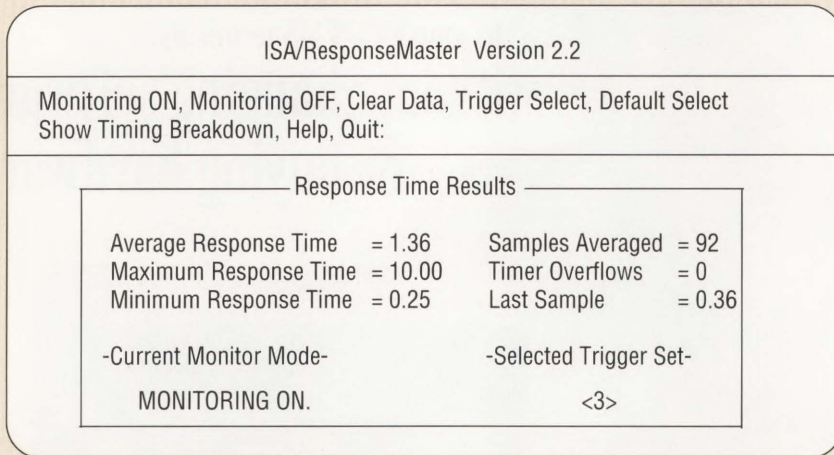 ISA/ResponseMaster Version 2.2
Monitoring ON, Monitoring OFF, Clear Data, Trigger Select, Default Select
Show Timing Breakdown, Help, Quit:
Response Time Results
Average Response Time = 1.36 Samples Averaged = 92
Maximum Response Time = 10.00 Timer Overflows = 0
Minimum Response Time = 0.25 Last Sample = 0.36
-Current Monitor Mode- -Selected Trigger Set-
MONITORING ON. <3>